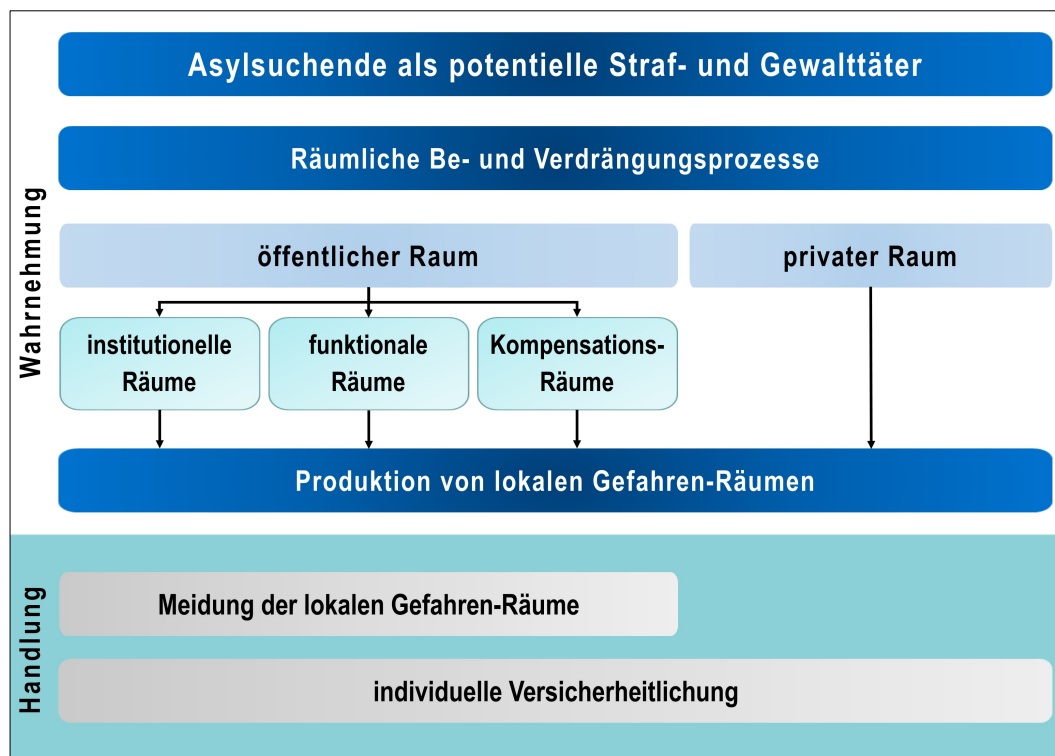 Asylsuchende als potentielle Straf- und Gewalttäter
Räumliche Be- und Verdrängungsprozesse
Wahrnehmung
öffentlicher Raum
privater Raum
institutionelle
Räume
funktionale
Räume
Kompensations-
Räume
Produktion von lokalen Gefahren-Räumen
Handlung
Meidung der lokalen Gefahren-Räume
individuelle Versicherheitlichung